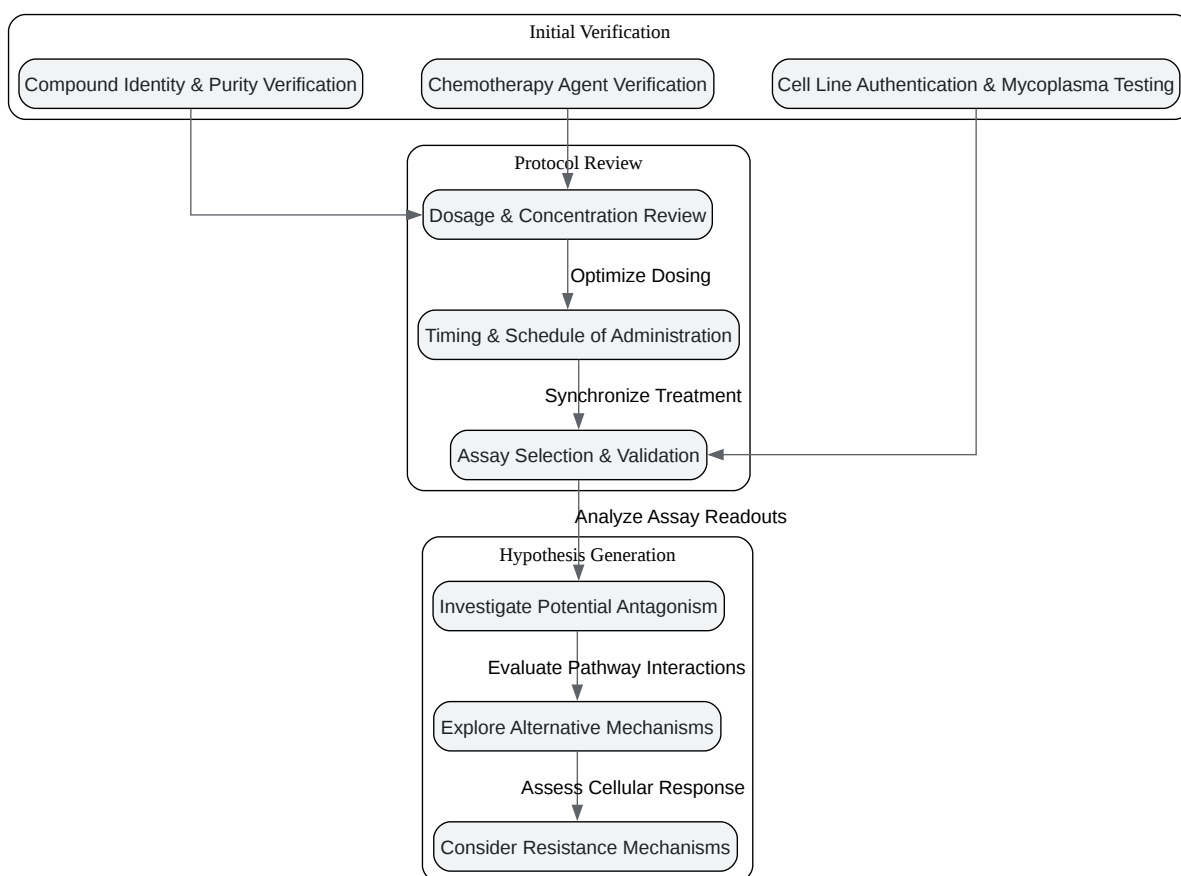 Initial Verification
Compound Identity & Purity Verification
Chemotherapy Agent Verification
Cell Line Authentication & Mycoplasma Testing
Protocol Review
Dosage & Concentration Review
Optimize Dosing
Timing & Schedule of Administration
Synchronize Treatment
Assay Selection & Validation
Analyze Assay Readouts
Hypothesis Generation
Investigate Potential Antagonism
Evaluate Pathway Interactions
Explore Alternative Mechanisms
Assess Cellular Response
Consider Resistance Mechanisms